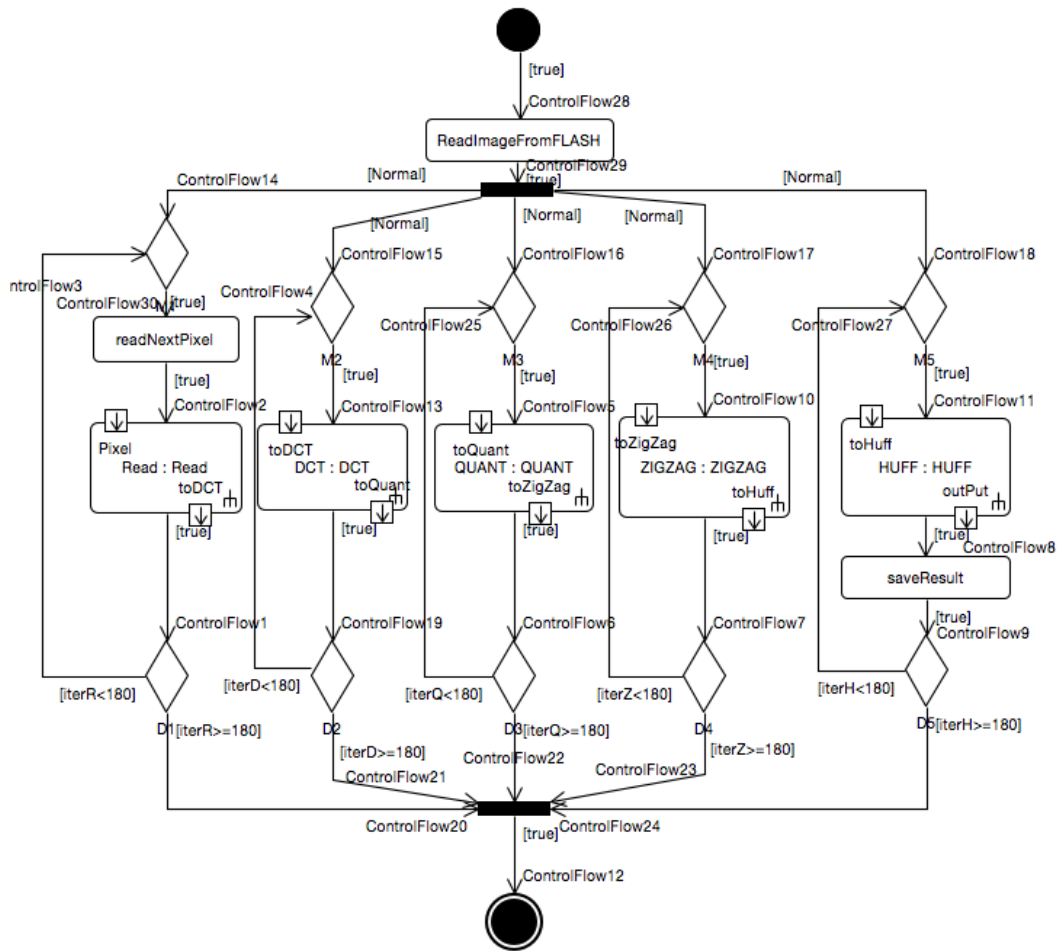 [true]
ControlFlow28
ReadImageFromFLASH
ControlFlow29
[true]
ControlFlow14
[Normal]
[Normal]
[Normal]
[Normal]
[Normal]
ControlFlow15
ControlFlow16
ControlFlow17
ControlFlow18
ontrolFlow3
ControlFlow4
ControlFlow30
[true]
ControlFlow25
ControlFlow26
ControlFlow27
readNextPixel
M2
M3
M4
[true]
M5
[true]
[true]
[true]
[true]
ControlFlow2
ControlFlow13
ControlFlow5
ControlFlow10
ControlFlow11
Pixel
Read : Read
toDCT
toDCT
DCT : DCT
toQuant
toQuant
QUANT : QUANT
toZigZag
toZigZag
ZIGZAG : ZIGZAG
toHuff
toHuff
HUFF : HUFF
outPut
[true]
[true]
[true]
[true]
[true]
ControlFlow8
saveResult
ControlFlow1
ControlFlow19
ControlFlow6
ControlFlow7
[true]
ControlFlow9
[iterR<180]
[iterD<180]
[iterQ<180]
[iterZ<180]
[iterH<180]
D1
[iterR>=180]
D2
D3
[iterQ>=180]
D4
D5
[iterH>=180]
[iterD>=180]
[iterZ>=180]
ControlFlow21
ControlFlow22
ControlFlow23
ControlFlow20
[true]
ControlFlow24
ControlFlow12